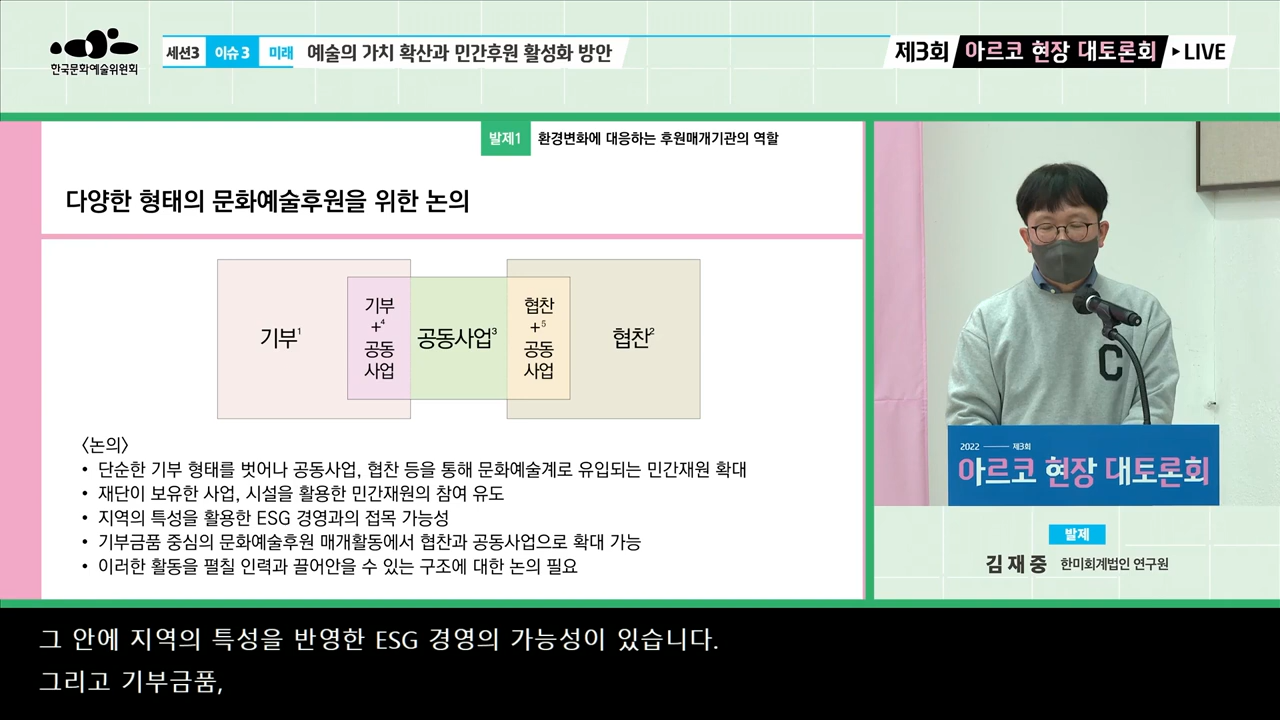 한국문화예술위원회
세션3 이슈 3 미래 예술의 가치 확산과 민간후원 활성화 방안
제3회 아르코 현장 대토론회 LIVE
발제1 환경변화에 대응하는 후원매개기관의 역할
다양한 형태의 문화예술후원을 위한 논의
기부1
기부
+4
공동
사업
공동사업3
협찬
+5
공동
사업
협찬2
〈논의〉
• 단순한 기부 형태를 벗어나 공동사업, 협찬 등을 통해 문화예술계로 유입되는 민간재원 확대
• 재단이 보유한 사업, 시설을 활용한 민간재원의 참여 유도
• 지역의 특성을 활용한 ESG 경영과의 접목 가능성
• 기부금품 중심의 문화예술후원 매개활동에서 협찬과 공동사업으로 확대 가능
• 이러한 활동을 펼칠 인력과 끌어안을 수 있는 구조에 대한 논의 필요
C
2022 제3회
아르코 현장 대토론회
발제
김재중 한미회계법인 연구원
그 안에 지역의 특성을 반영한 ESG 경영의 가능성이 있습니다.
그리고 기부금품,